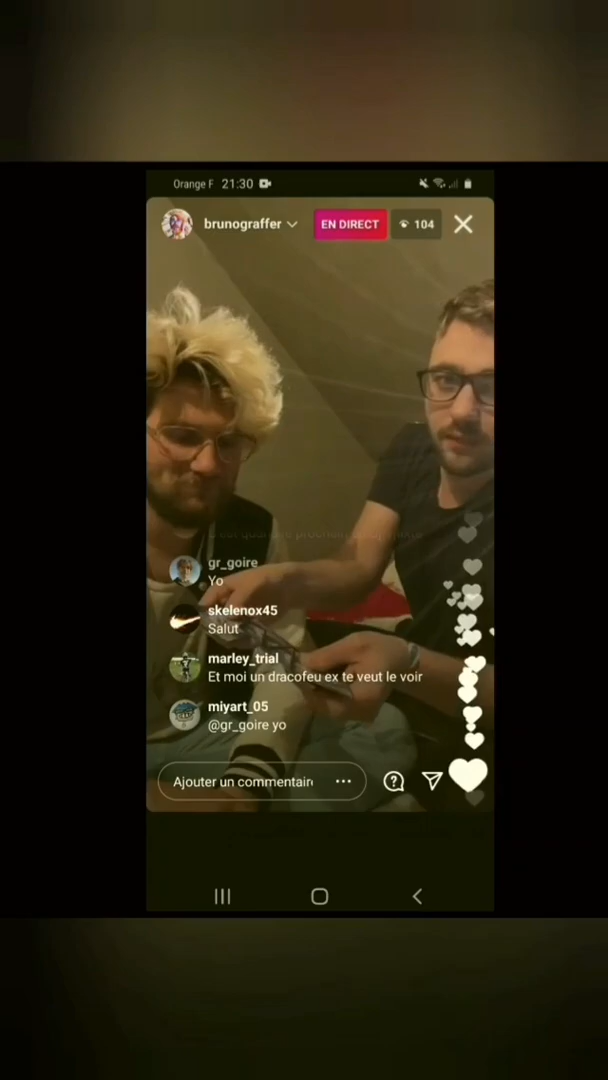 Orange F 21:30
brunograffer
EN DIRECT
104
gr_goire
Yo
skelenox45
Salut
marley_trial
Et moi un dracofeu ex te veut le voir
miyart_05
@gr_goire yo
Ajouter un commentair